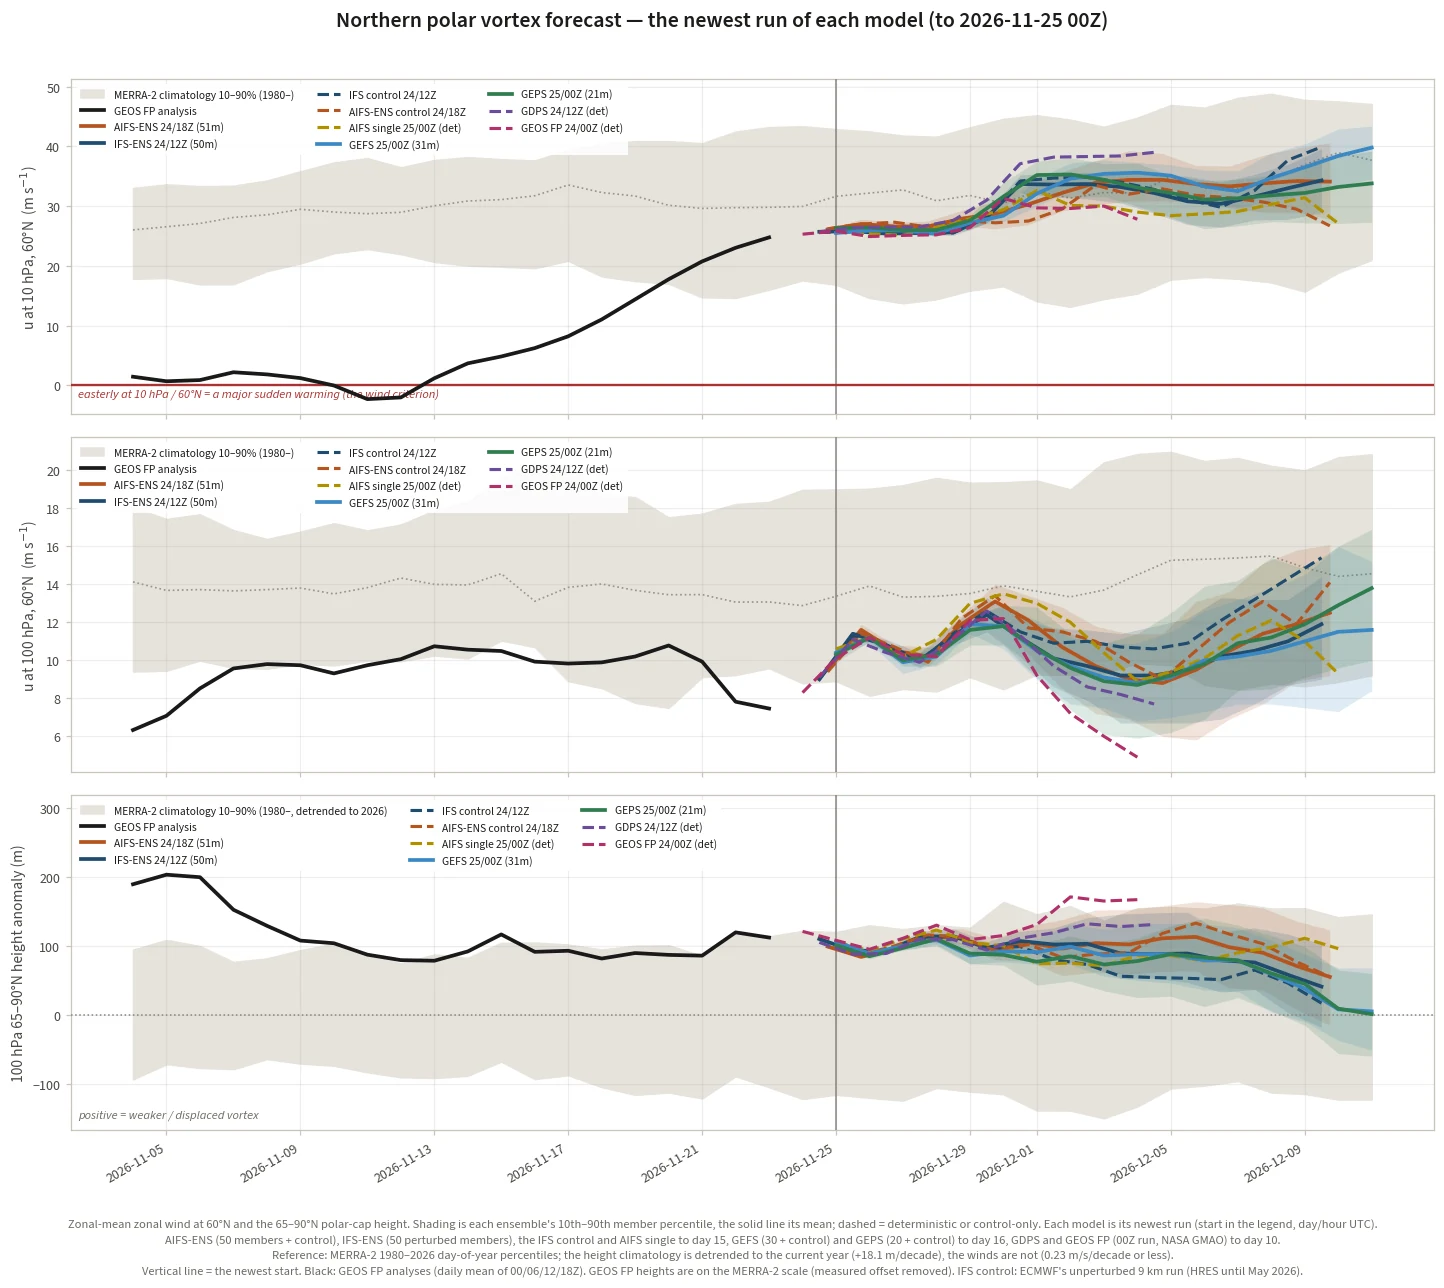 Northern polar vortex forecast — the newest run of each model (to 2026-11-25 00Z)
u at 10 hPa, 60°N (m s⁻¹)
50
40
30
20
10
0
MERRA-2 climatology 10–90% (1980–)
GEOS FP analysis
AIFS-ENS 24/18Z (51m)
IFS-ENS 24/12Z (50m)
IFS control 24/12Z
AIFS-ENS control 24/18Z
AIFS single 25/00Z (det)
GEFS 25/00Z (31m)
GEPS 25/00Z (21m)
GDPS 24/12Z (det)
GEOS FP 24/00Z (det)
easterly at 10 hPa / 60°N = a major sudden warming (the wind criterion)
u at 100 hPa, 60°N (m s⁻¹)
20
18
16
14
12
10
8
6
MERRA-2 climatology 10–90% (1980–)
GEOS FP analysis
AIFS-ENS 24/18Z (51m)
IFS-ENS 24/12Z (50m)
IFS control 24/12Z
AIFS-ENS control 24/18Z
AIFS single 25/00Z (det)
GEFS 25/00Z (31m)
GEPS 25/00Z (21m)
GDPS 24/12Z (det)
GEOS FP 24/00Z (det)
100 hPa 65–90°N height anomaly (m)
300
200
100
0
−100
MERRA-2 climatology 10–90% (1980–, detrended to 2026)
GEOS FP analysis
AIFS-ENS 24/18Z (51m)
IFS-ENS 24/12Z (50m)
IFS control 24/12Z
AIFS-ENS control 24/18Z
AIFS single 25/00Z (det)
GEFS 25/00Z (31m)
GEPS 25/00Z (21m)
GDPS 24/12Z (det)
GEOS FP 24/00Z (det)
positive = weaker / displaced vortex
2026-11-05
2026-11-09
2026-11-13
2026-11-17
2026-11-21
2026-11-25
2026-11-29
2026-12-01
2026-12-05
2026-12-09
Zonal-mean zonal wind at 60°N and the 65–90°N polar-cap height. Shading is each ensemble's 10th–90th member percentile, the solid line its mean; dashed = deterministic or control-only. Each model is its newest run (start in the legend, day/hour UTC).
AIFS-ENS (50 members + control), IFS-ENS (50 perturbed members), the IFS control and AIFS single to day 15, GEFS (30 + control) and GEPS (20 + control) to day 16, GDPS and GEOS FP (00Z run, NASA GMAO) to day 10.
Reference: MERRA-2 1980–2026 day-of-year percentiles; the height climatology is detrended to the current year (+18.1 m/decade), the winds are not (0.23 m/s/decade or less).
Vertical line = the newest start. Black: GEOS FP analyses (daily mean of 00/06/12/18Z). GEOS FP heights are on the MERRA-2 scale (measured offset removed). IFS control: ECMWF's unperturbed 9 km run (HRES until May 2026).